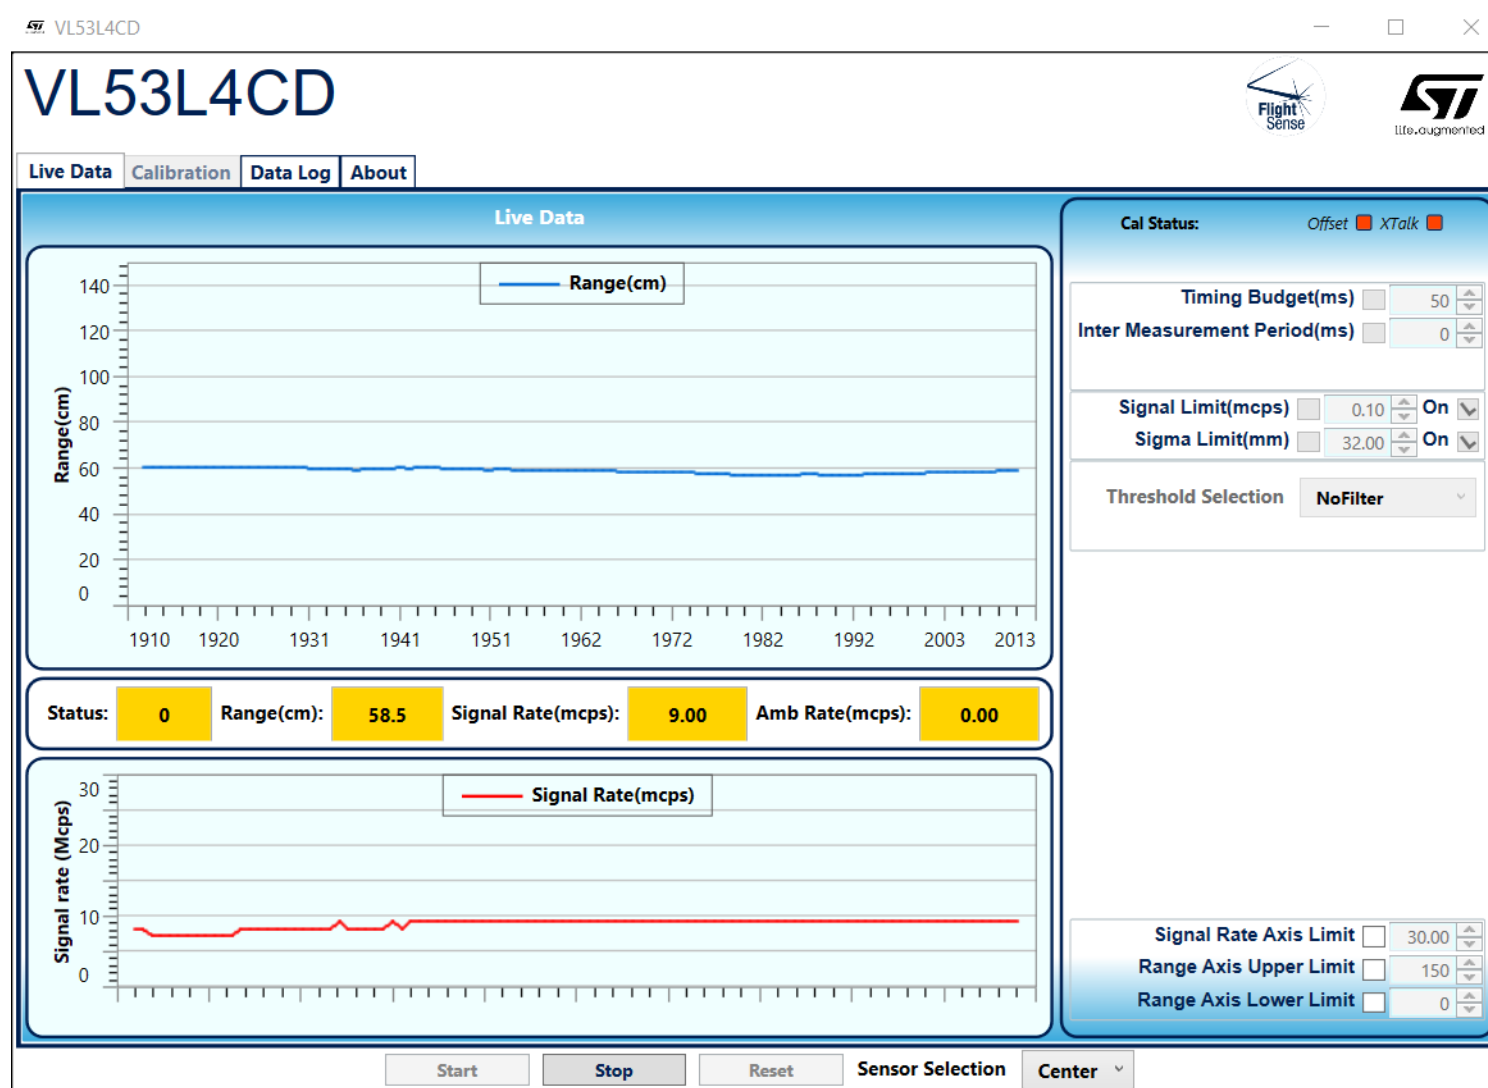 VL53L4CD
VL53L4CD
Flight
Sense
life.augmented
Live Data Calibration Data Log About
Live Data
Cal Status: Offset XTalk
Range(cm)
140
120
100
80
60
40
20
0
Range(cm)
1910 1920 1931 1941 1951 1962 1972 1982 1992 2003 2013
Timing Budget(ms) 50
Inter Measurement Period(ms) 0
Signal Limit(mcps) 0.10 On
Sigma Limit(mm) 32.00 On
Threshold Selection NoFilter
Status: 0 Range(cm): 58.5 Signal Rate(mcps): 9.00 Amb Rate(mcps): 0.00
Signal Rate(mcps)
30
20
10
0
Signal rate (Mcps)
Signal Rate Axis Limit 30.00
Range Axis Upper Limit 150
Range Axis Lower Limit 0
Start Stop Reset Sensor Selection Center